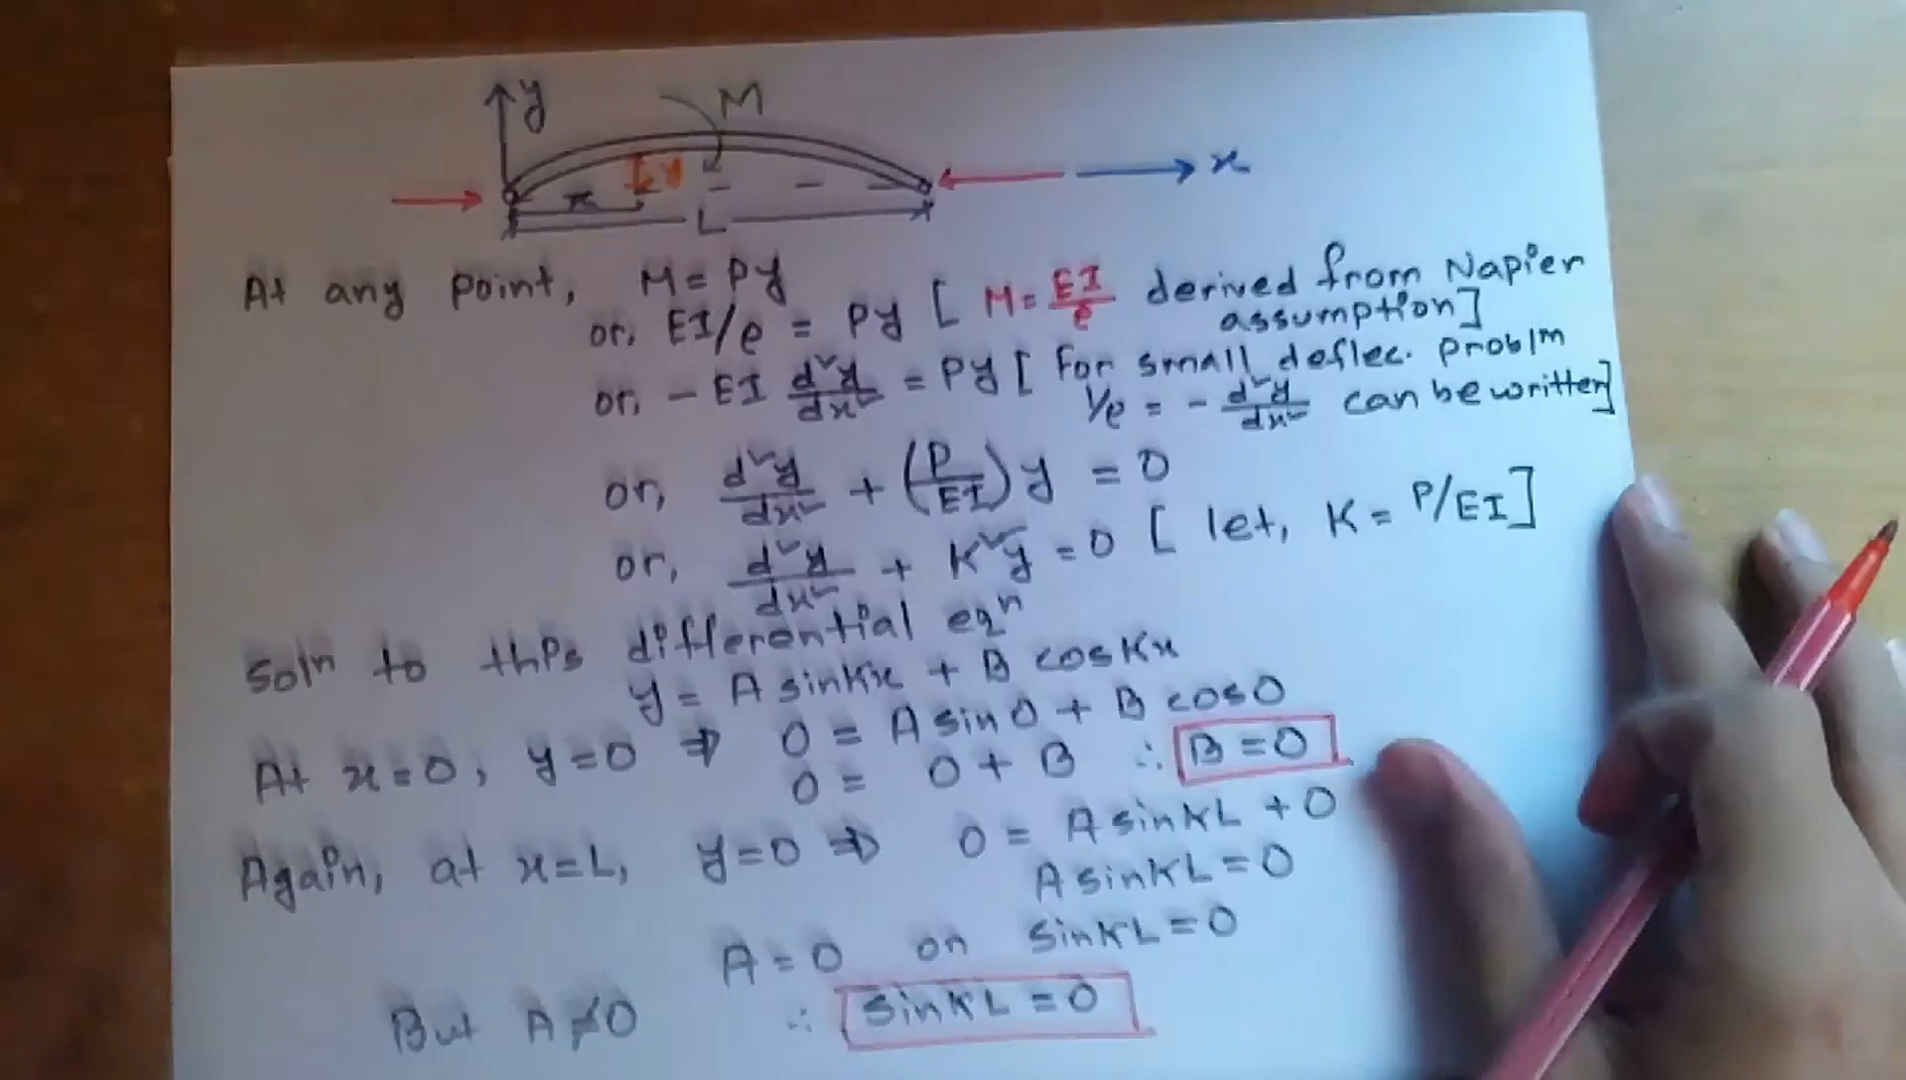 y
M
x
y
x
L
At any point, M = Py
or, EI/ρ = Py [ M = EI/ρ derived from Napier assumption]
or, - EI d²y/dx² = Py [ For small deflec. problm
1/ρ = - d²y/dx² can be written]
or, d²y/dx² + (P/EI) y = 0
or, d²y/dx² + K²y = 0 [ let, K = P/EI ]
Soln to this differential eqn
y = A sinKx + B cosKx
At x=0, y=0 ⇒ 0 = A sin0 + B cos0
0 = 0 + B ∴ B = 0
Again, at x=L, y=0 ⇒ 0 = A sinKL + 0
A sinKL = 0
A = 0 or sinKL = 0
But A≠0 ∴ sinKL = 0